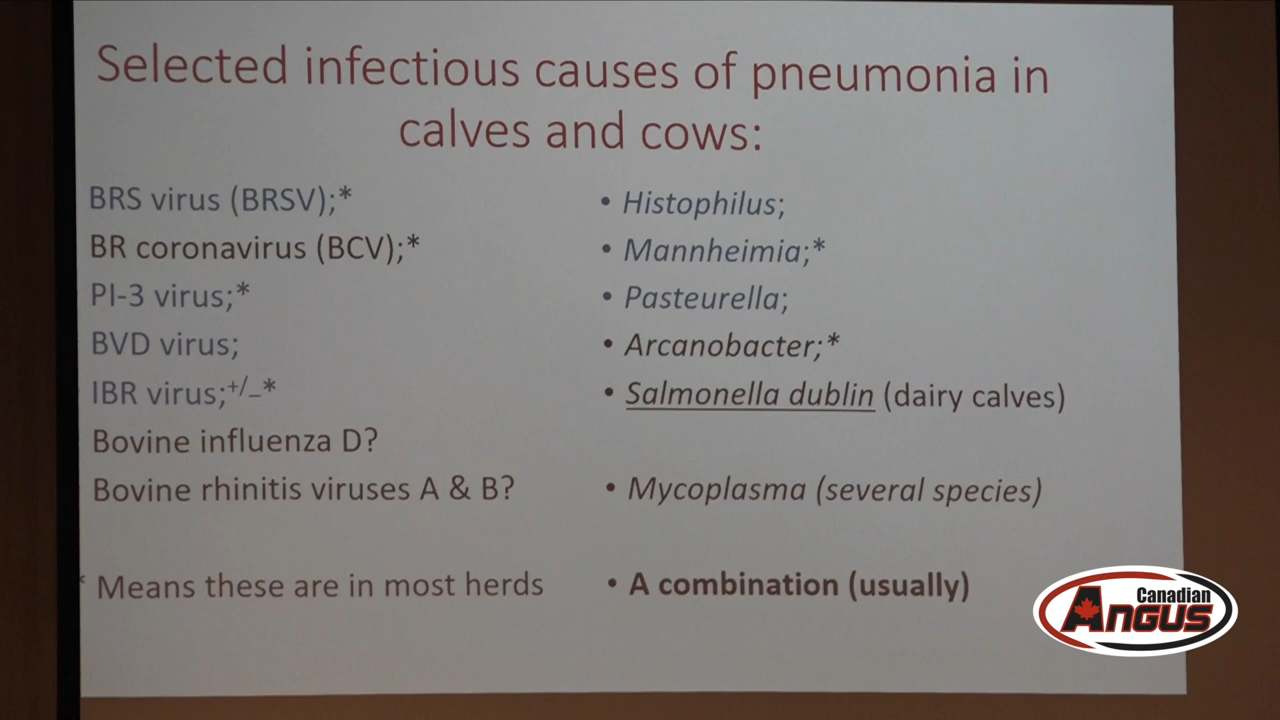 Selected infectious causes of pneumonia in
calves and cows:
BRS virus (BRSV);*
BR coronavirus (BCV);*
PI-3 virus;*
BVD virus;
IBR virus;+/–*
Bovine influenza D?
Bovine rhinitis viruses A & B?
* Means these are in most herds
• Histophilus;
• Mannheimia;*
• Pasteurella;
• Arcanobacter;*
• Salmonella dublin (dairy calves)
• Mycoplasma (several species)
• A combination (usually)
Canadian
Angus